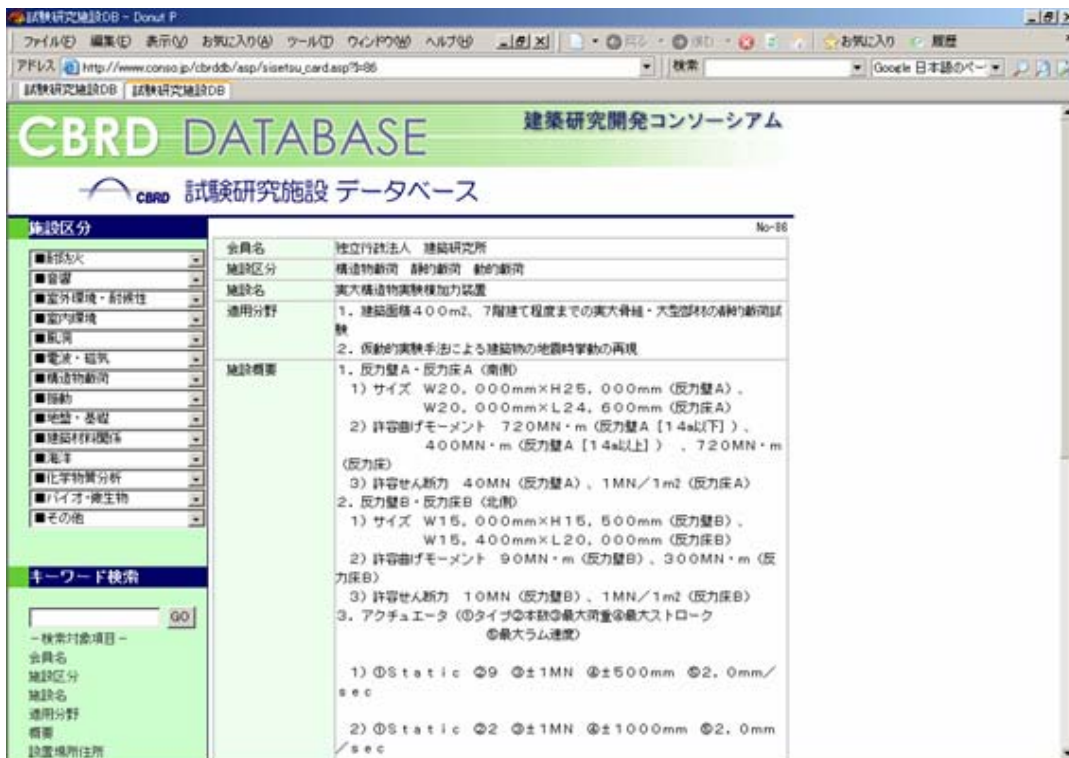 試験研究施設DB - Donut P
ファイル(F) 編集(E) 表示(V) お気に入り(A) ツール(T) ウィンドウ(W) ヘルプ(H)
戻る お気に入り 履歴
アドレス http://www.conso.jp/cbrddb/asp/sisetsu_card.asp?i=86 検索 Google 日本語のペー
試験研究施設DB 試験研究施設DB
CBRD DATABASE 建築研究開発コンソーシアム
CBRD 試験研究施設 データベース
施設区分
■耐防火
■音響
■室外環境・耐候性
■室内環境
■風洞
■電波・磁気
■構造物載荷
■振動
■地盤・基礎
■建築材料関係
■海洋
■化学物質分析
■バイオ・微生物
■その他
キーワード検索
GO
－検索対象項目－
会員名
施設区分
施設名
適用分野
概要
設置場所住所
No-86
会員名 独立行政法人 建築研究所
施設区分 構造物載荷 静的載荷 動的載荷
施設名 実大構造物実験棟加力装置
適用分野 1．建築面積400m2、7階建て程度までの実大骨組・大型部材の静的載荷試
験
2．仮動的実験手法による建築物の地震時挙動の再現
施設概要 1．反力壁A・反力床A（南側）
1）サイズ W20，000mm×H25，000mm（反力壁A）、
W20，000mm×L24，600mm（反力床A）
2）許容曲げモーメント 720MN・m（反力壁A［14m以下］）、
400MN・m（反力壁A［14m以上］）、720MN・m
（反力床）
3）許容せん断力 40MN（反力壁A）、1MN／1m2（反力床A）
2．反力壁B・反力床B（北側）
1）サイズ W15，000mm×H15，500mm（反力壁B）、
W15，400mm×L20，000mm（反力床B）
2）許容曲げモーメント 90MN・m（反力壁B）、300MN・m（反
力床B）
3）許容せん断力 10MN（反力壁B）、1MN／1m2（反力床B）
3．アクチュエータ（①タイプ②本数③最大荷重④最大ストローク
⑤最大ラム速度）
1）①Static ②9 ③±1MN ④±500mm ⑤2．0mm／
sec
2）①Static ②2 ③±1MN ④±1000mm ⑤2．0mm
／sec